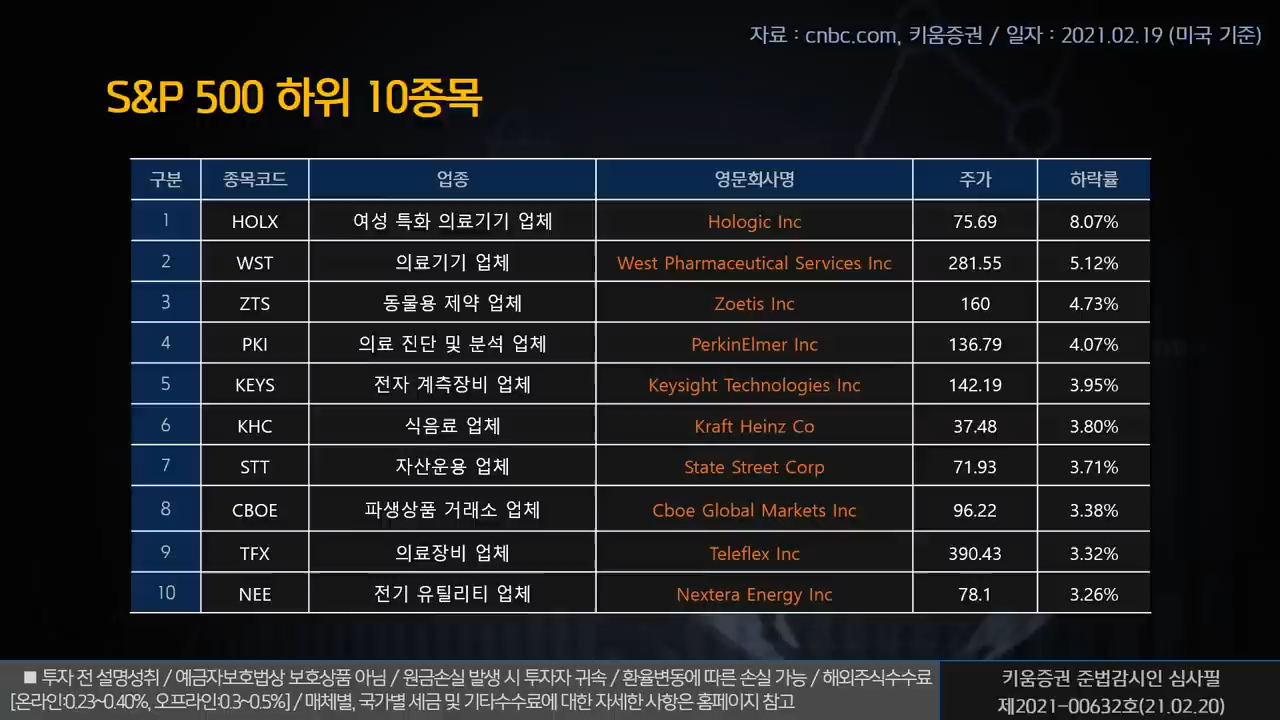 자료 : cnbc.com, 키움증권 / 일자 : 2021.02.19 (미국 기준)
S&P 500 하위 10종목
구분 종목코드 업종 영문회사명 주가 하락률
1 HOLX 여성 특화 의료기기 업체 Hologic Inc 75.69 8.07%
2 WST 의료기기 업체 West Pharmaceutical Services Inc 281.55 5.12%
3 ZTS 동물용 제약 업체 Zoetis Inc 160 4.73%
4 PKI 의료 진단 및 분석 업체 PerkinElmer Inc 136.79 4.07%
5 KEYS 전자 계측장비 업체 Keysight Technologies Inc 142.19 3.95%
6 KHC 식음료 업체 Kraft Heinz Co 37.48 3.80%
7 STT 자산운용 업체 State Street Corp 71.93 3.71%
8 CBOE 파생상품 거래소 업체 Cboe Global Markets Inc 96.22 3.38%
9 TFX 의료장비 업체 Teleflex Inc 390.43 3.32%
10 NEE 전기 유틸리티 업체 Nextera Energy Inc 78.1 3.26%
■ 투자 전 설명성취 / 예금자보호법상 보호상품 아님 / 원금손실 발생 시 투자자 귀속 / 환율변동에 따른 손실 가능 / 해외주식수수료
[온라인:0.23~0.40%, 오프라인:0.3~0.5%] / 매체별, 국가별 세금 및 기타수수료에 대한 자세한 사항은 홈페이지 참고
키움증권 준법감시인 심사필
제2021-00632호(21.02.20)